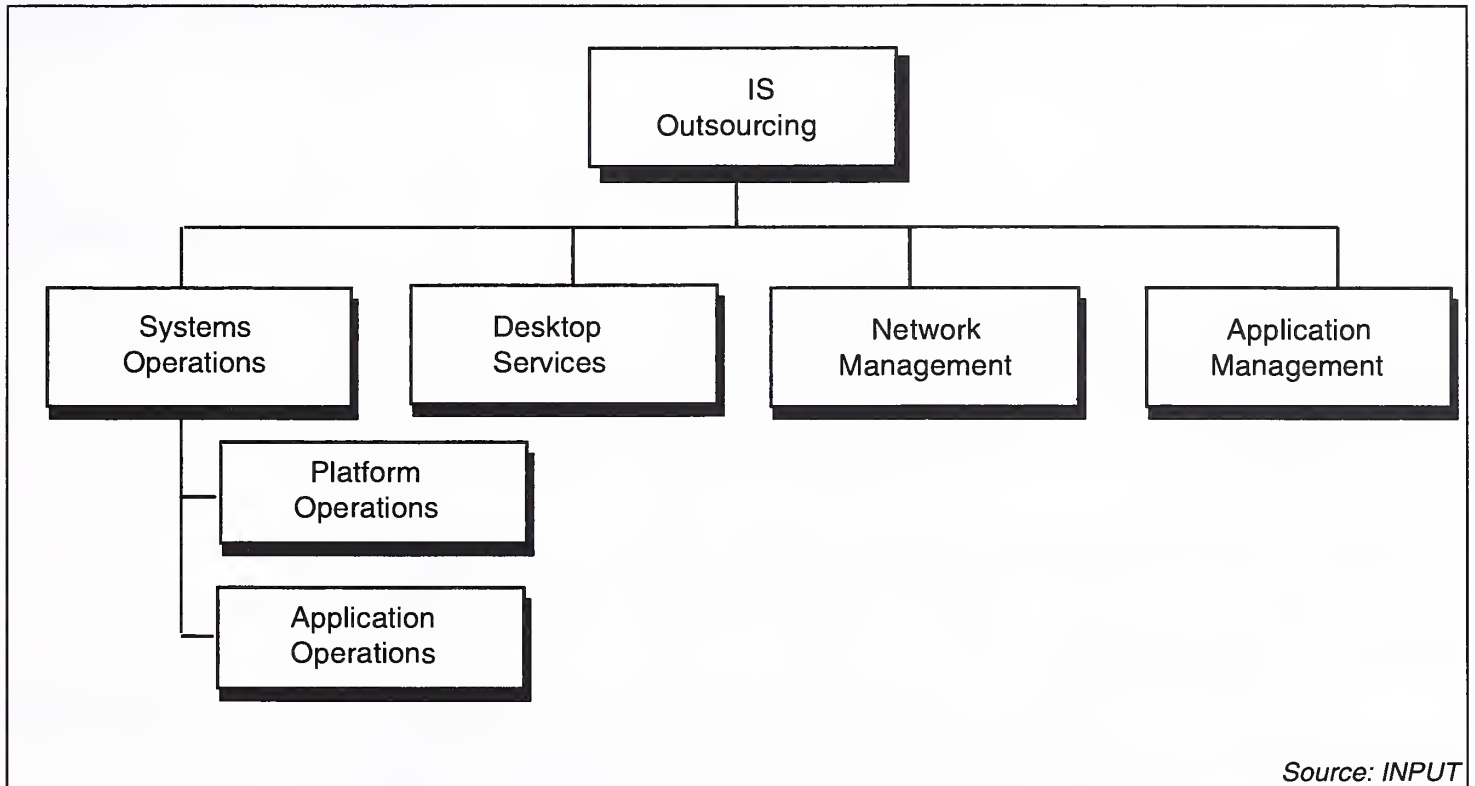 IS
Outsourcing
Systems
Operations
Desktop
Services
Network
Management
Application
Management
Platform
Operations
Application
Operations
Source: INPUT